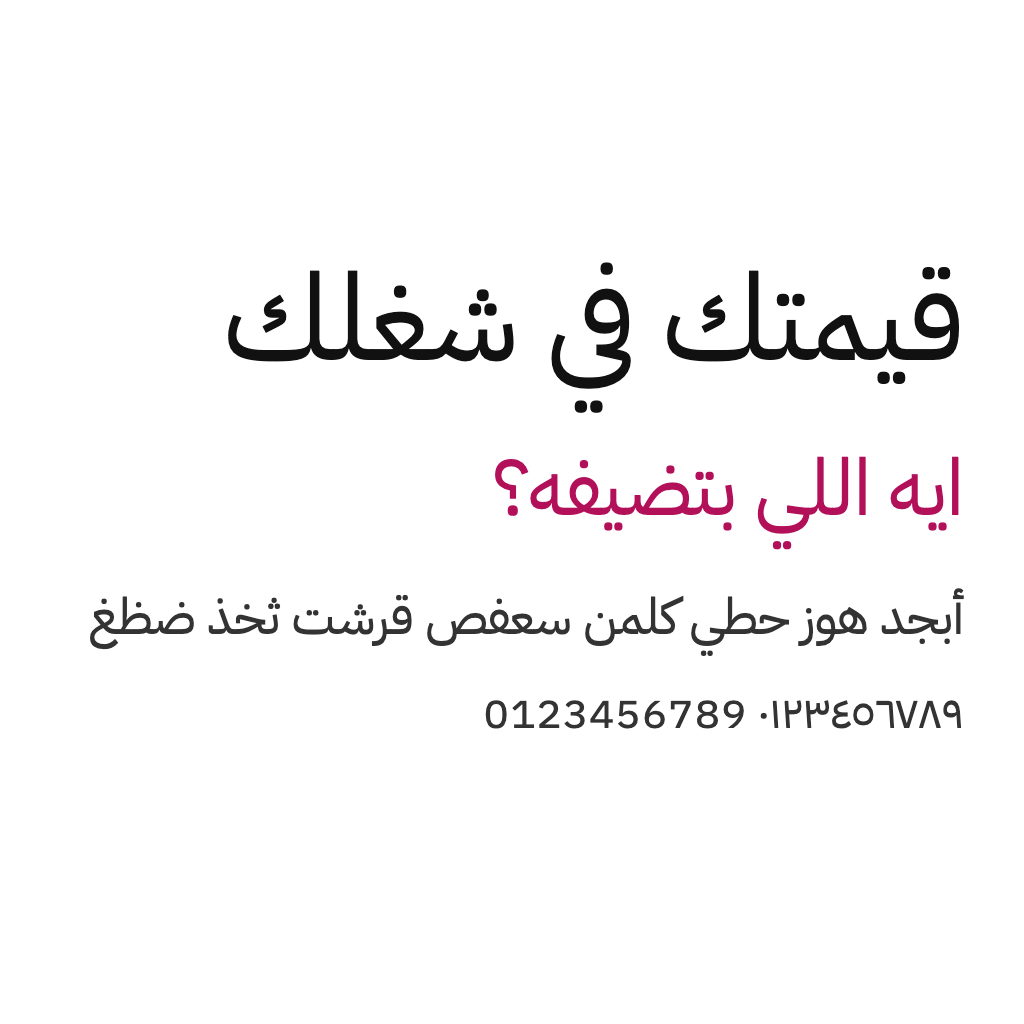 قيمتك في شغلك
ايه اللي بتضيفه؟
أبجد هوز حطي كلمن سعفص قرشت ثخذ ضظغ
0123456789 ٠١٢٣٤٥٦٧٨٩